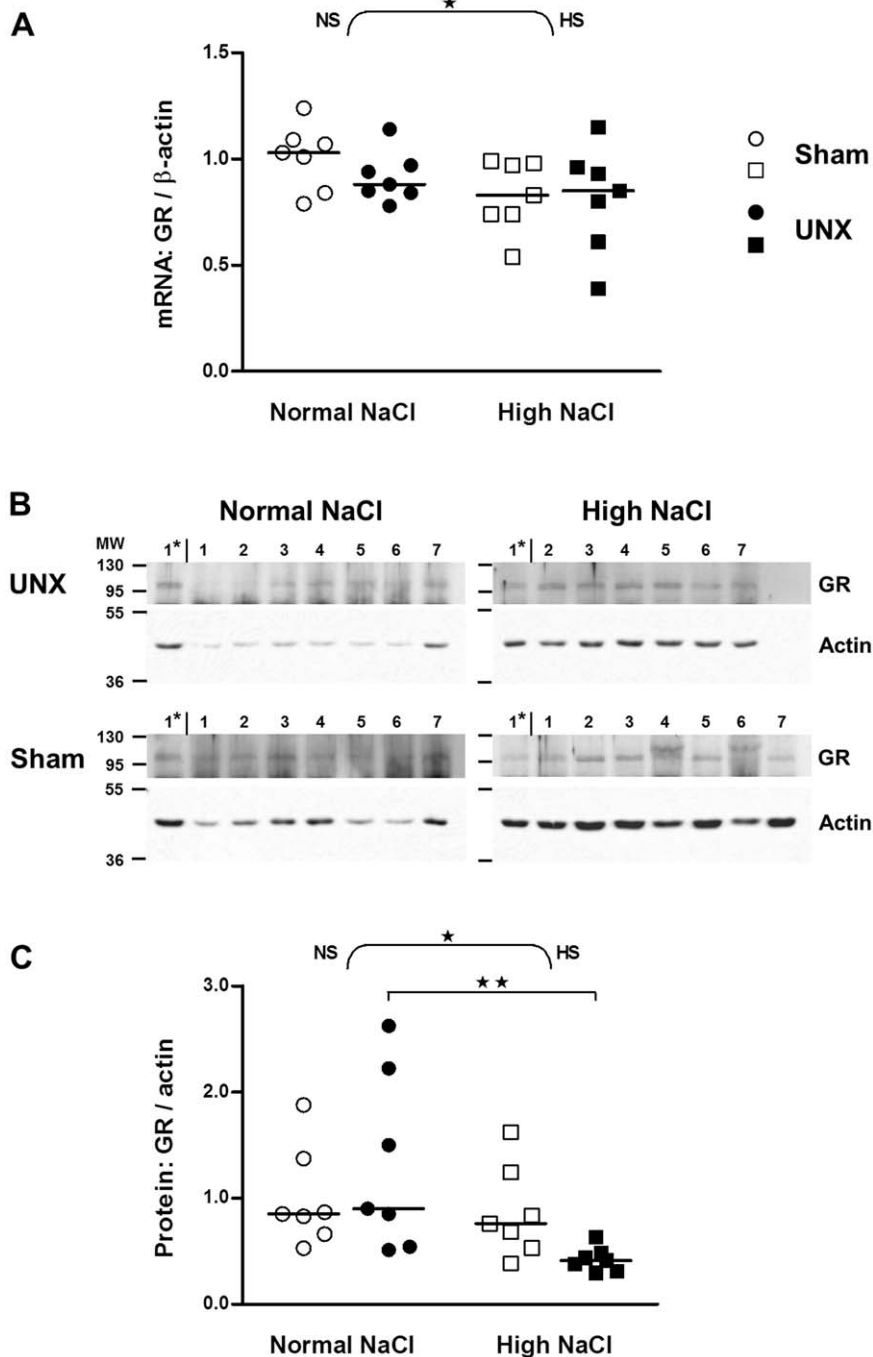 A
NS ★ HS
1.5
1.0
0.5
0.0
mRNA: GR / β-actin
Normal NaCl High NaCl
Sham
UNX
B
Normal NaCl High NaCl
MW 1* 1 2 3 4 5 6 7 1* 2 3 4 5 6 7
UNX 130 GR
95
55 Actin
36
1* 1 2 3 4 5 6 7 1* 1 2 3 4 5 6 7
Sham 130 GR
95
55 Actin
36
C
NS ★ HS
★ ★
3.0
2.0
1.0
0.0
Protein: GR / actin
Normal NaCl High NaCl